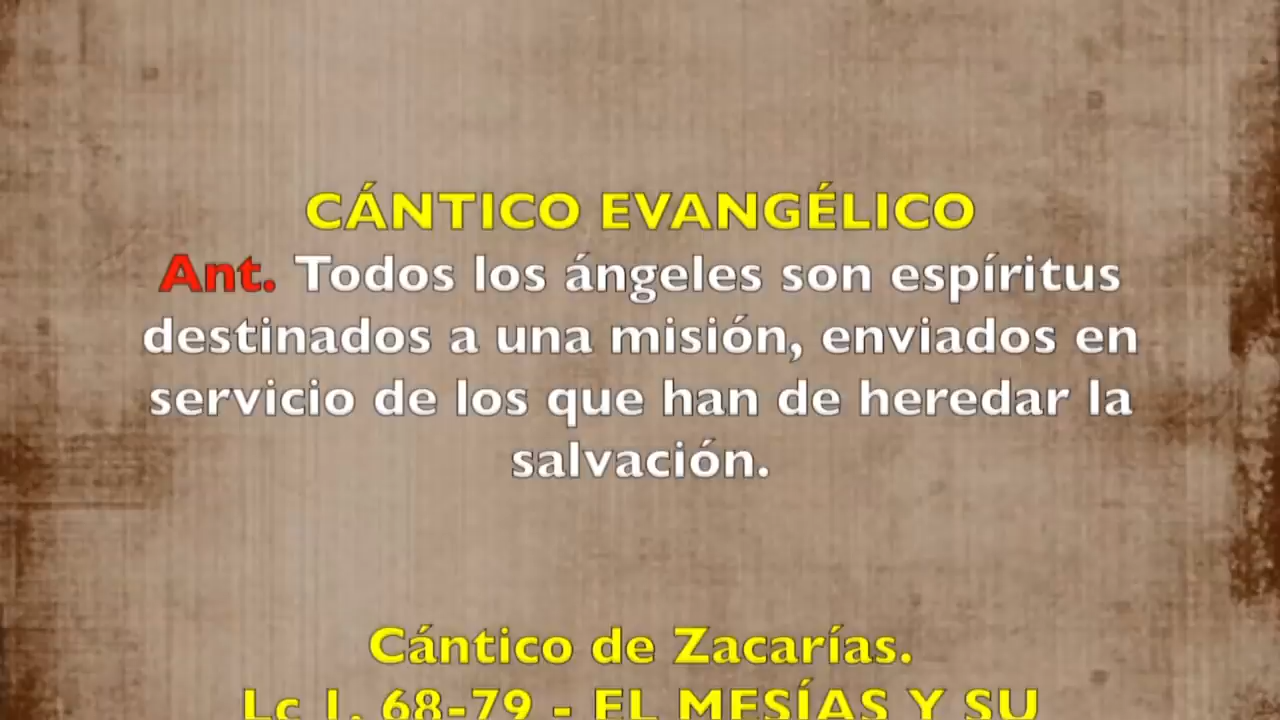 CÁNTICO EVANGÉLICO
Ant. Todos los ángeles son espíritus
destinados a una misión, enviados en
servicio de los que han de heredar la
salvación.
Cántico de Zacarías.
Lc 1, 68-79 - EL MESÍAS Y SU